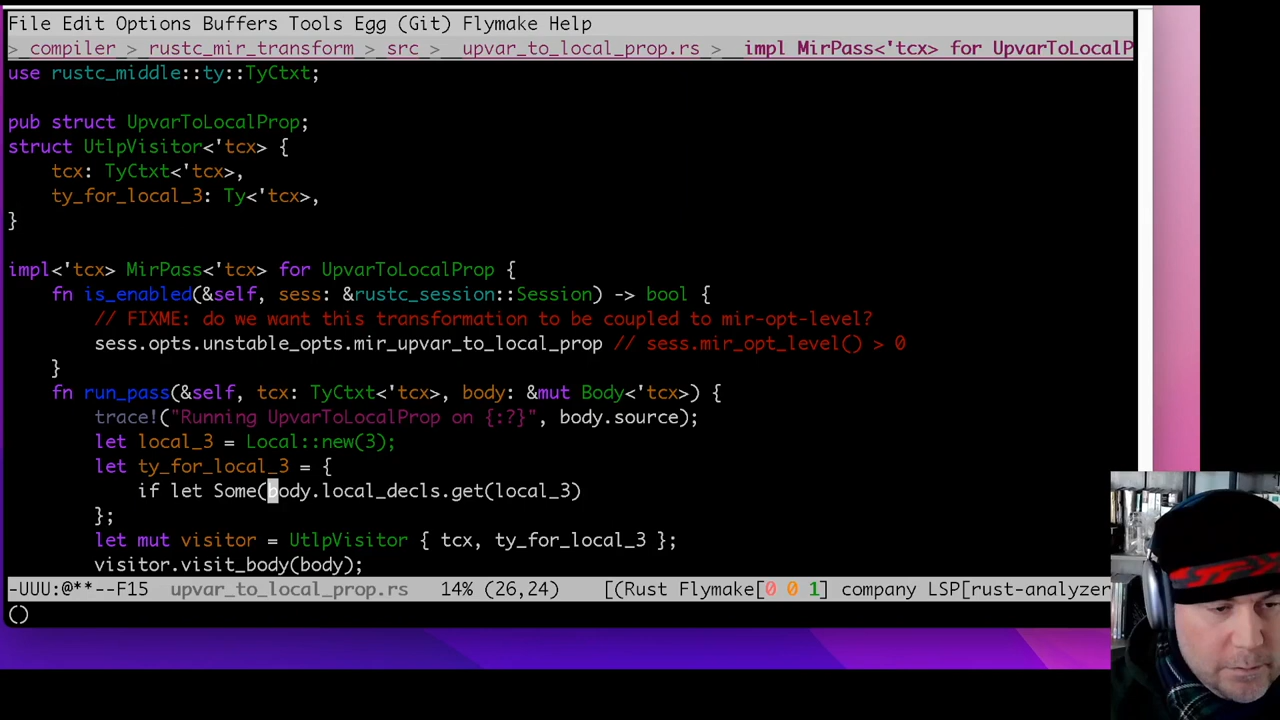 File Edit Options Buffers Tools Egg (Git) Flymake Help
> compiler > rustc_mir_transform > src > upvar_to_local_prop.rs > impl MirPass<'tcx> for UpvarToLocalP
use rustc_middle::ty::TyCtxt;
pub struct UpvarToLocalProp;
struct UtlpVisitor<'tcx> {
    tcx: TyCtxt<'tcx>,
    ty_for_local_3: Ty<'tcx>,
}
impl<'tcx> MirPass<'tcx> for UpvarToLocalProp {
    fn is_enabled(&self, sess: &rustc_session::Session) -> bool {
        // FIXME: do we want this transformation to be coupled to mir-opt-level?
        sess.opts.unstable_opts.mir_upvar_to_local_prop // sess.mir_opt_level() > 0
    }
    fn run_pass(&self, tcx: TyCtxt<'tcx>, body: &mut Body<'tcx>) {
        trace!("Running UpvarToLocalProp on {:?}", body.source);
        let local_3 = Local::new(3);
        let ty_for_local_3 = {
            if let Some(body.local_decls.get(local_3)
        };
        let mut visitor = UtlpVisitor { tcx, ty_for_local_3 };
        visitor.visit_body(body);
-UUU:@**--F15  upvar_to_local_prop.rs   14% (26,24)     [(Rust Flymake[0 0 1] company LSP[rust-analyzer
()